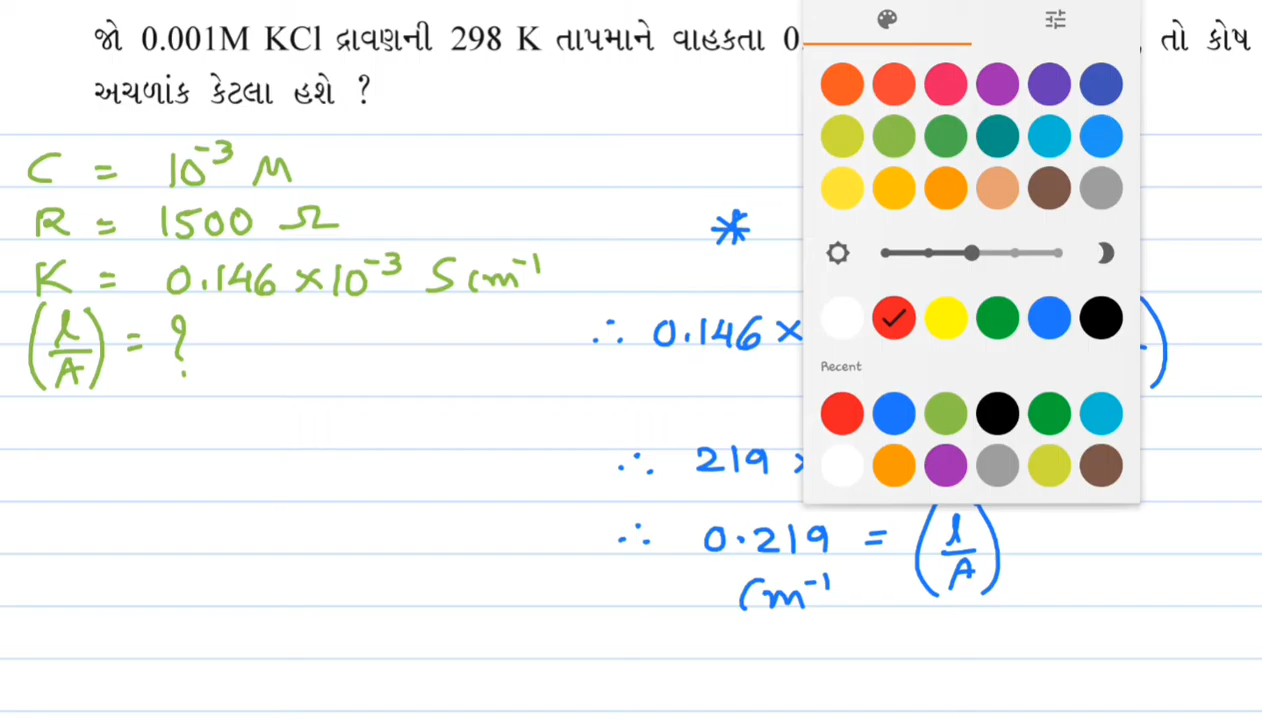 જો 0.001M KCl દ્રાવણની 298 K તાપમાને વાહકતા 0. , તો કોષ
અચળાંક કેટલા હશે ?
C = 10⁻³ M
R = 1500 Ω
K = 0.146 × 10⁻³ S cm⁻¹
(l/A) = ?
*
∴ 0.146 × )
∴ 219 ×
∴ 0.219 = (l/A)
cm⁻¹
Recent